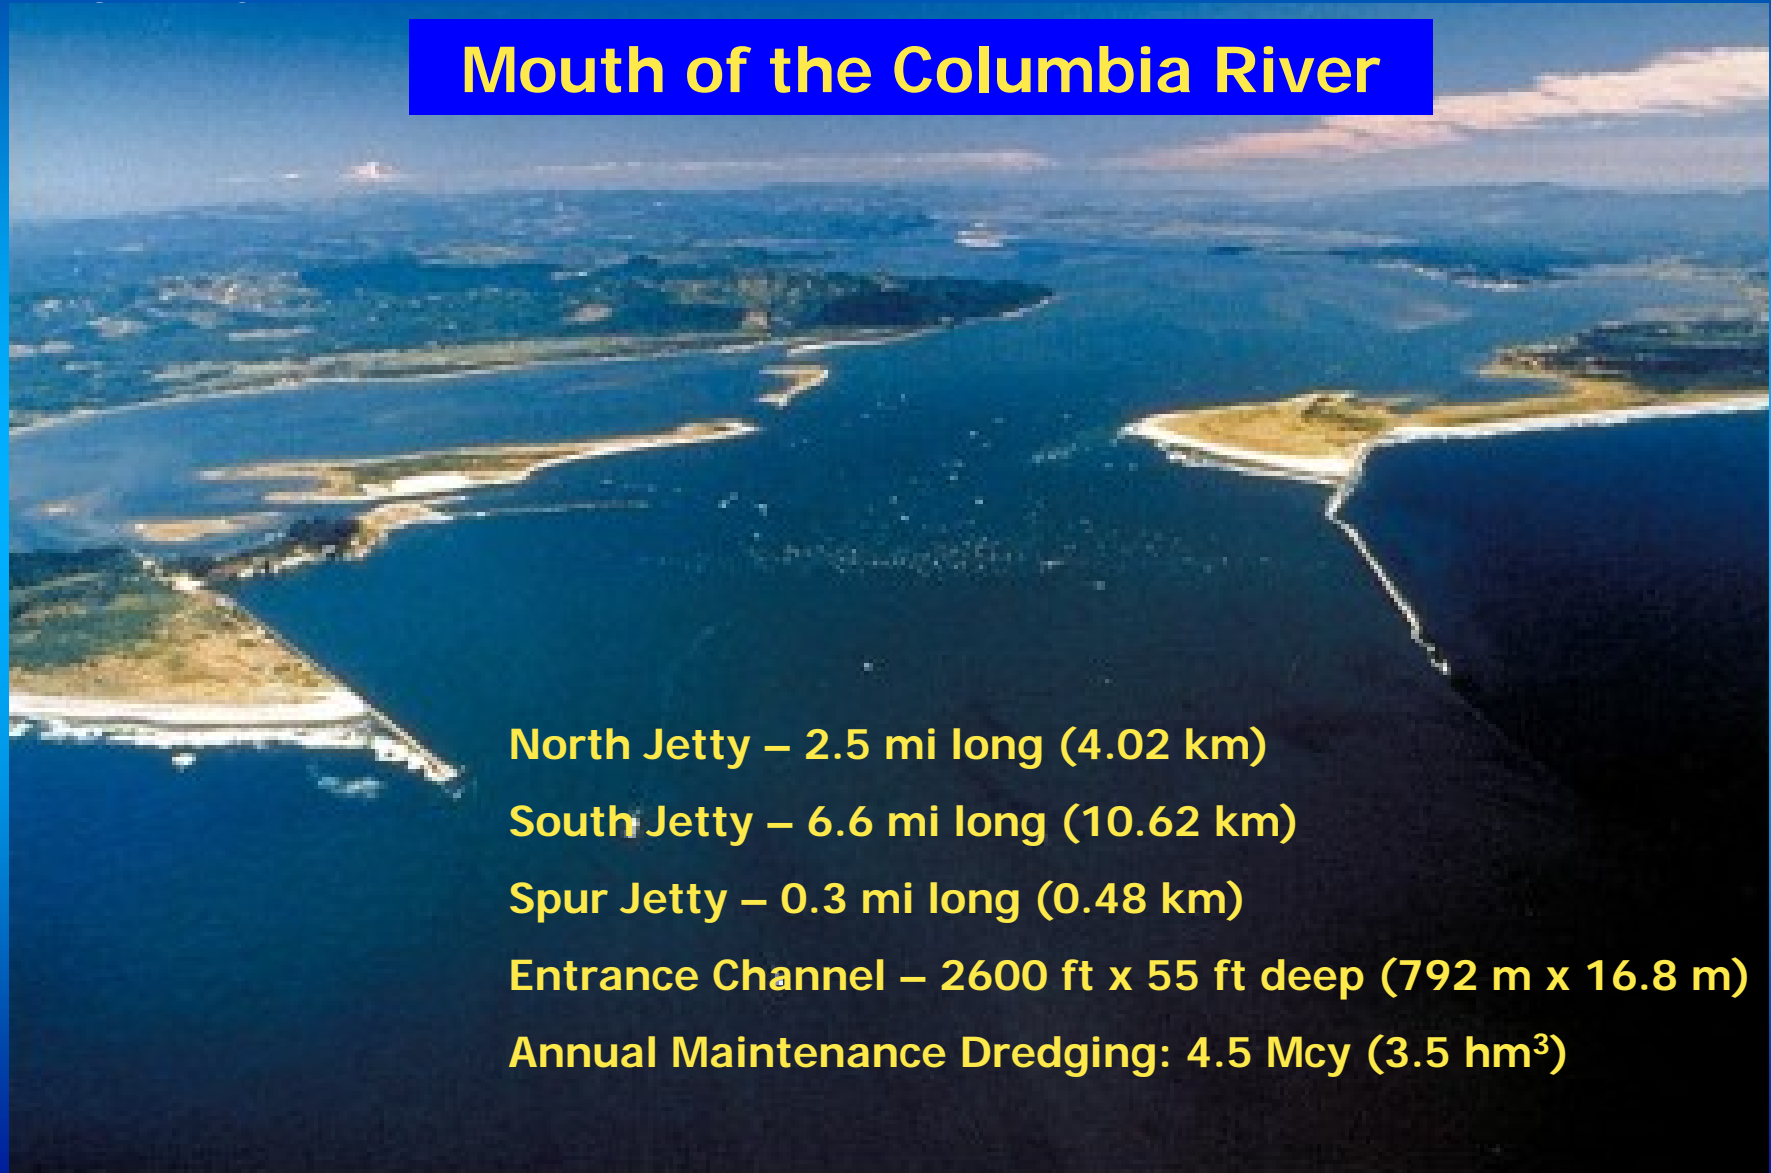 Mouth of the Columbia River
North Jetty – 2.5 mi long (4.02 km)
South Jetty – 6.6 mi long (10.62 km)
Spur Jetty – 0.3 mi long (0.48 km)
Entrance Channel – 2600 ft x 55 ft deep (792 m x 16.8 m)
Annual Maintenance Dredging: 4.5 Mcy (3.5 hm³)